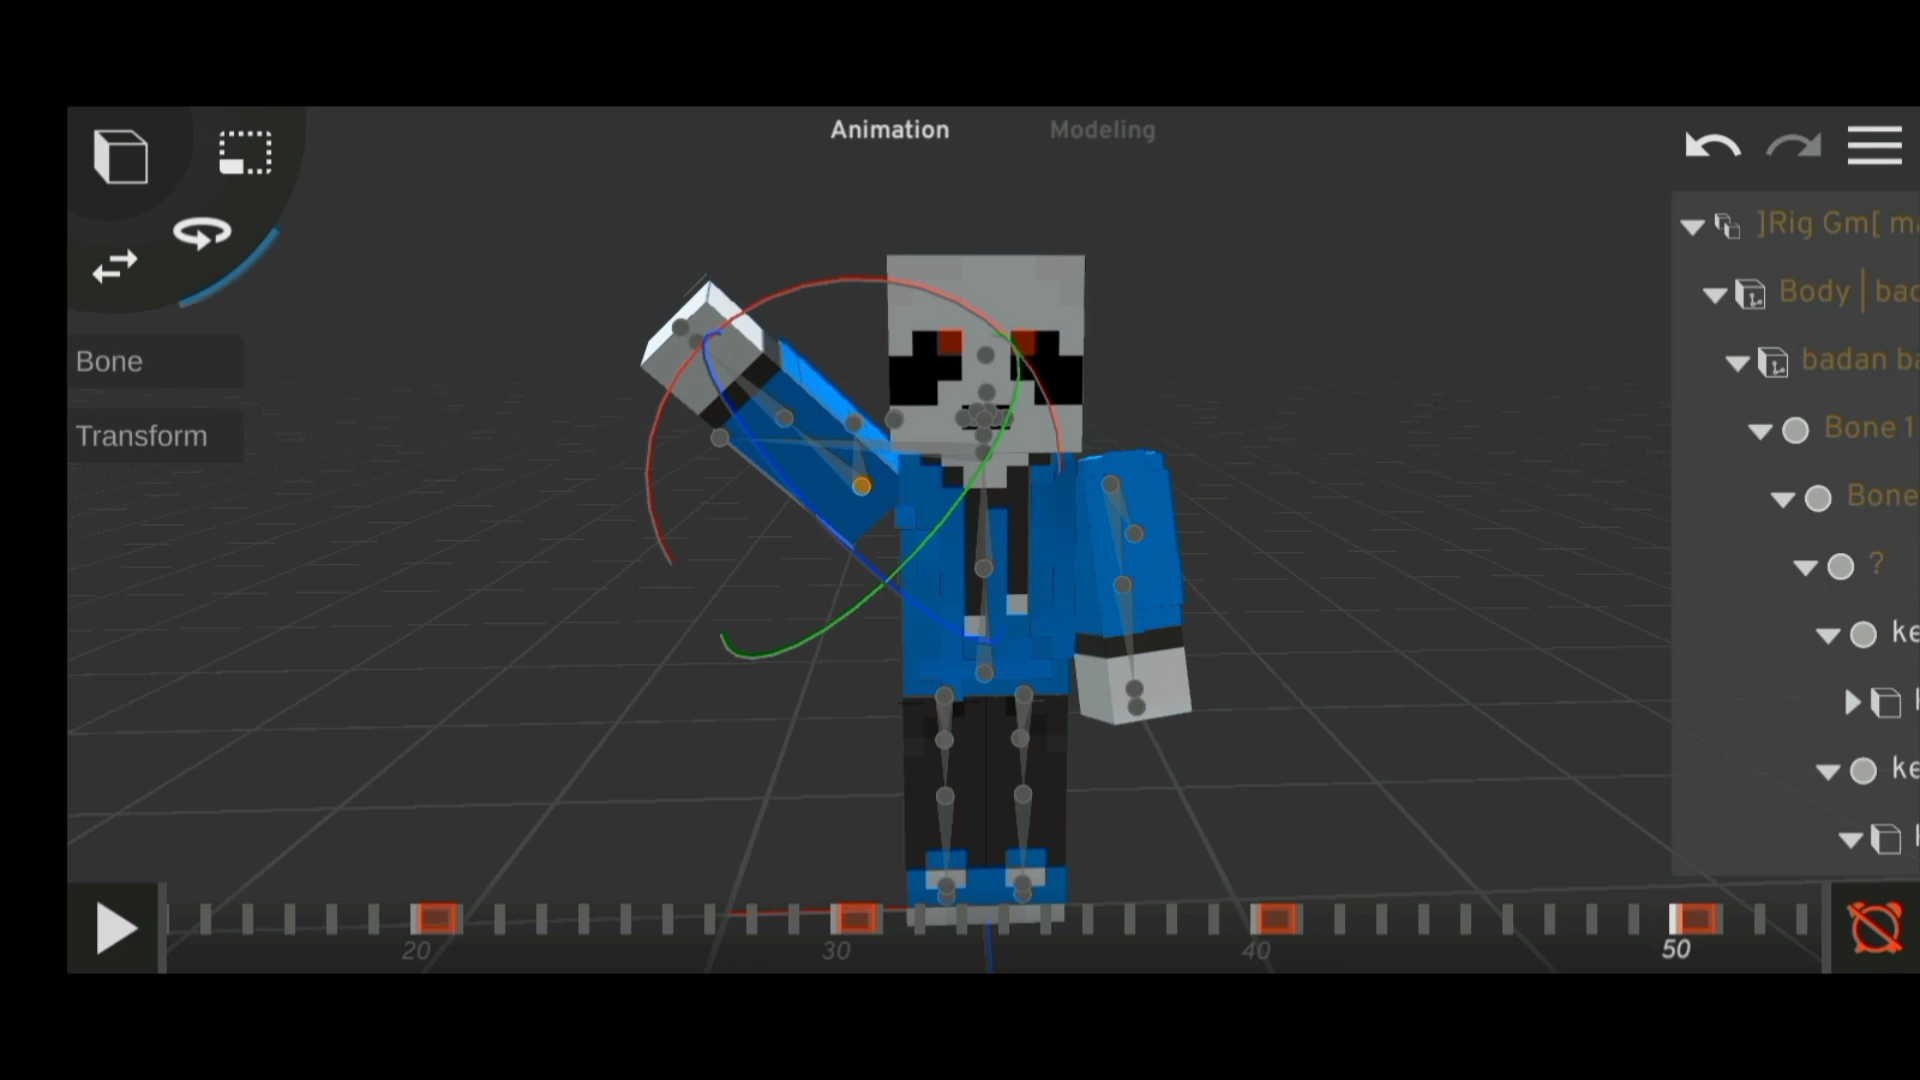 Animation
Modeling
Bone
Transform
]Rig Gm[ ma
Body | bad
badan ba
Bone 1
Bone
?
ke
ke
20
30
40
50